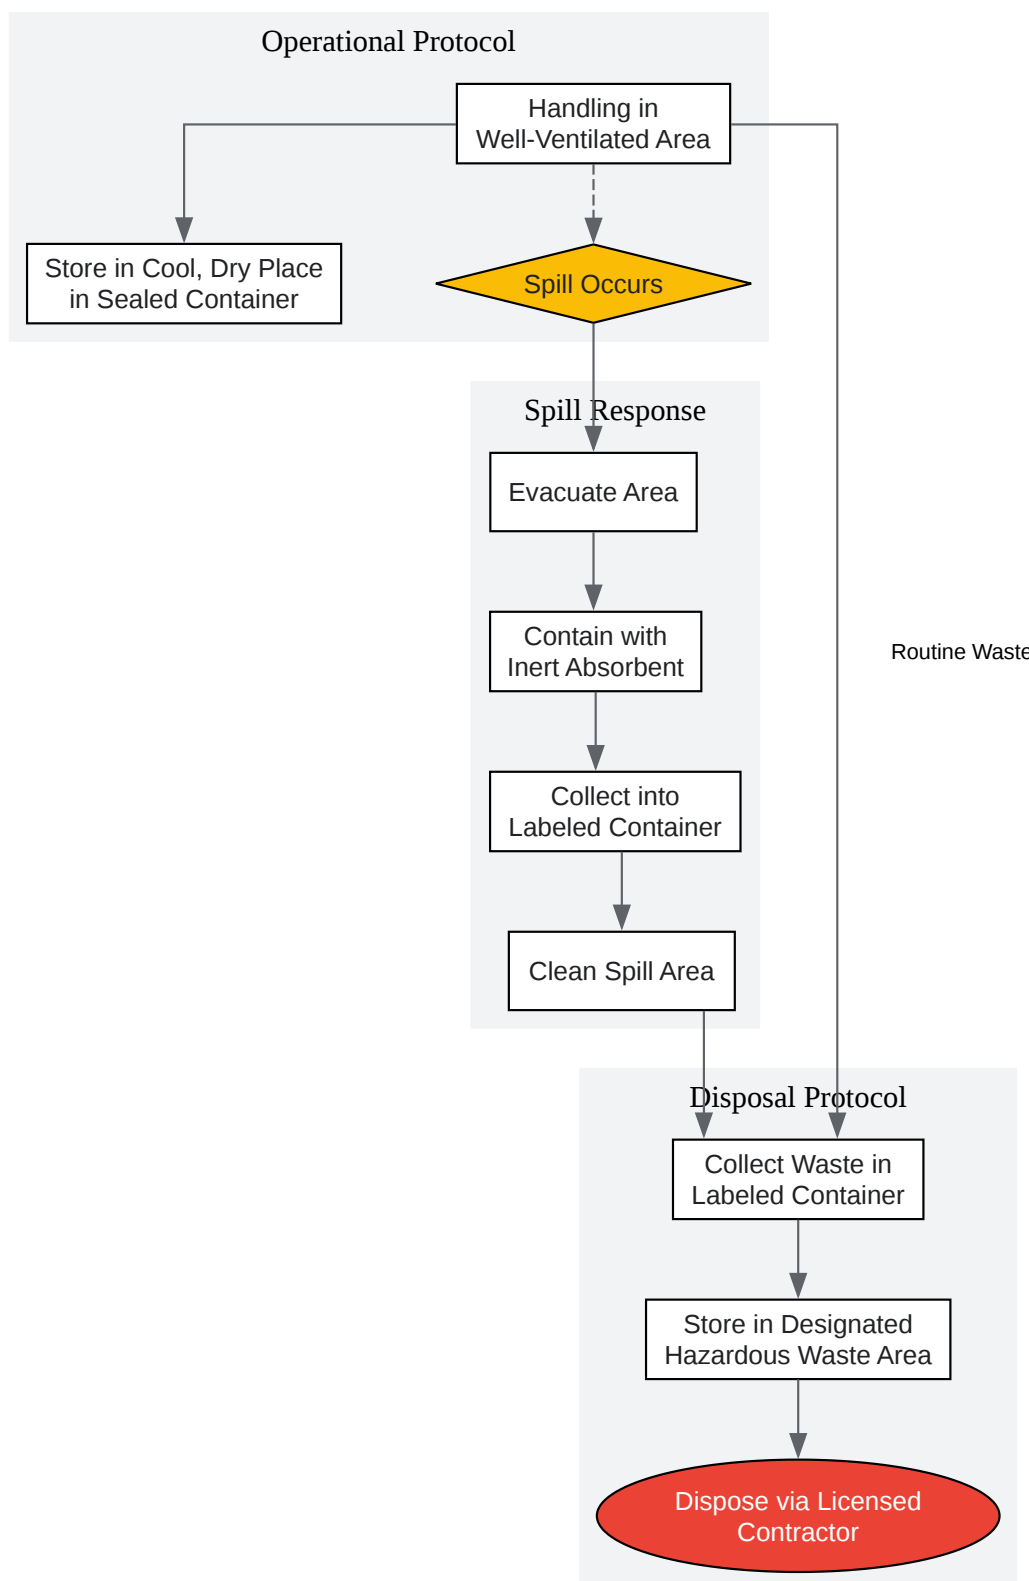 Operational Protocol
Handling in
Well-Ventilated Area
Store in Cool, Dry Place
in Sealed Container
Spill Occurs
Spill Response
Evacuate Area
Contain with
Inert Absorbent
Routine Waste
Collect into
Labeled Container
Clean Spill Area
Disposal Protocol
Collect Waste in
Labeled Container
Store in Designated
Hazardous Waste Area
Dispose via Licensed
Contractor